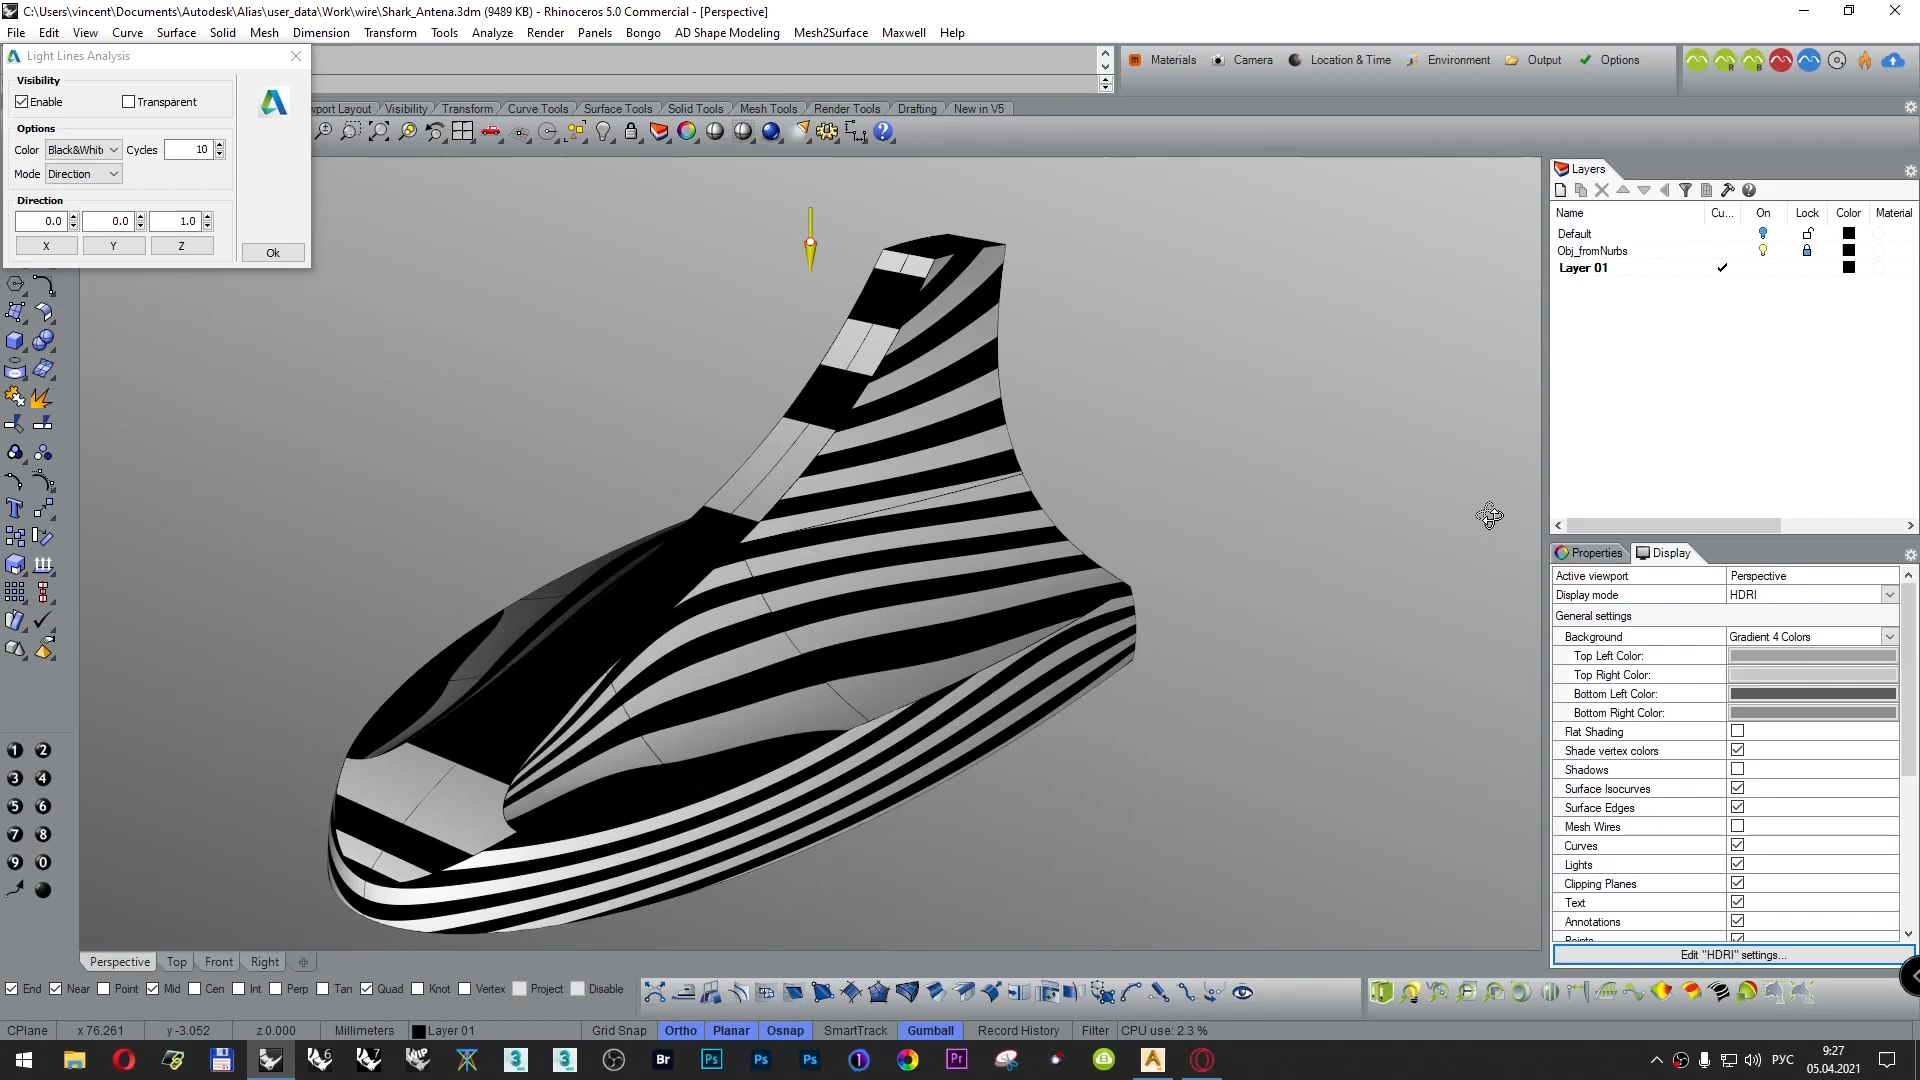 C:\Users\vincent\Documents\Autodesk\Alias\user_data\Work\wire\Shark_Antena.3dm (9489 KB) - Rhinoceros 5.0 Commercial - [Perspective]
File Edit View Curve Surface Solid Mesh Dimension Transform Tools Analyze Render Panels Bongo AD Shape Modeling Mesh2Surface Maxwell Help
Light Lines Analysis
Visibility
Enable Transparent
Options
Color Black&Whit Cycles 10
Mode Direction
Direction
0.0 0.0 1.0
X Y Z
Ok
Materials Camera Location & Time Environment Output Options
port Layout Visibility Transform Curve Tools Surface Tools Solid Tools Mesh Tools Render Tools Drafting New in V5
Layers
Name Cu... On Lock Color Material
Default
Obj_fromNurbs
Layer 01
Properties Display
Active viewport Perspective
Display mode HDRI
General settings
Background Gradient 4 Colors
Top Left Color:
Top Right Color:
Bottom Left Color:
Bottom Right Color:
Flat Shading
Shade vertex colors
Shadows
Surface Isocurves
Surface Edges
Mesh Wires
Curves
Lights
Clipping Planes
Text
Annotations
Points
Edit "HDRI" settings...
1 2
3 4
5 6
7 8
9 0
Perspective Top Front Right
End Near Point Mid Cen Int Perp Tan Quad Knot Vertex Project Disable
CPlane x 76.261 y -3.052 z 0.000 Millimeters Layer 01 Grid Snap Ortho Planar Osnap SmartTrack Gumball Record History Filter CPU use: 2.3 %
6 7 WIP 3 3 Br Ps Ps Ps 1 Pr A
РУС
9:27
05.04.2021